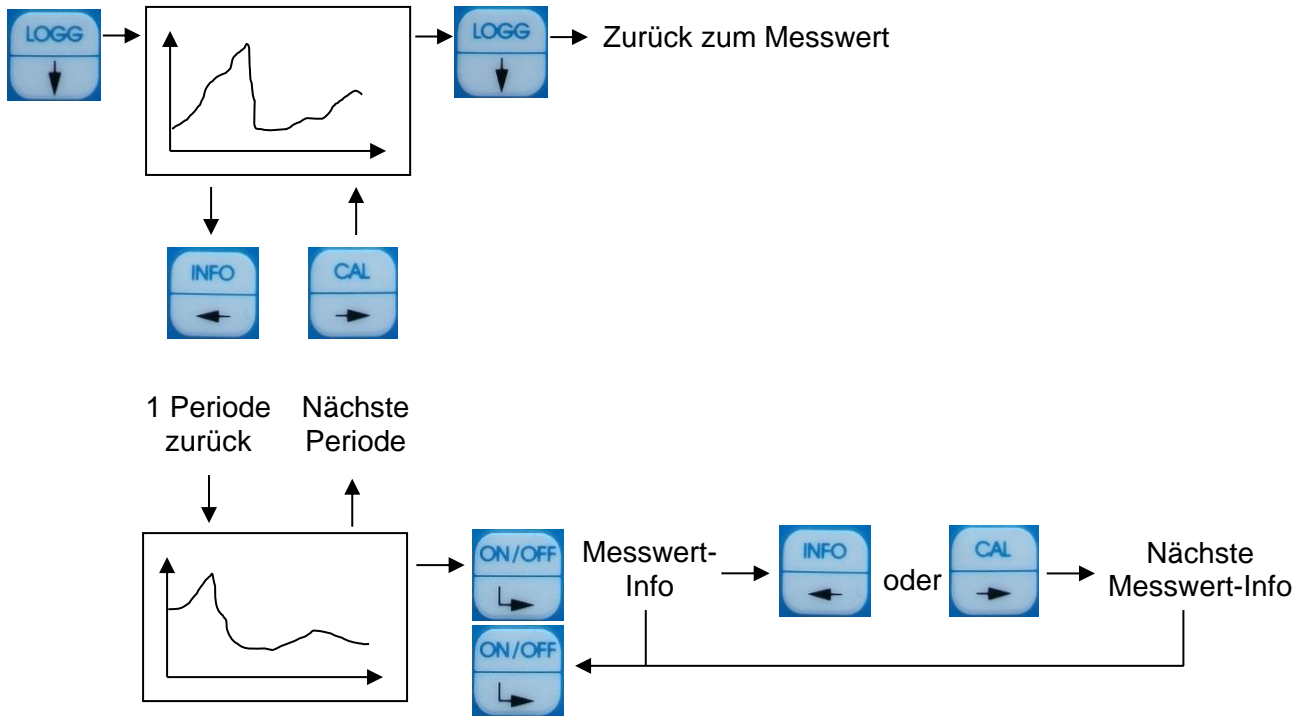 LOGG
LOGG
Zurück zum Messwert
INFO
CAL
1 Periode
zurück
Nächste
Periode
ON/OFF
Messwert-
Info
INFO
oder
CAL
Nächste
Messwert-Info
ON/OFF